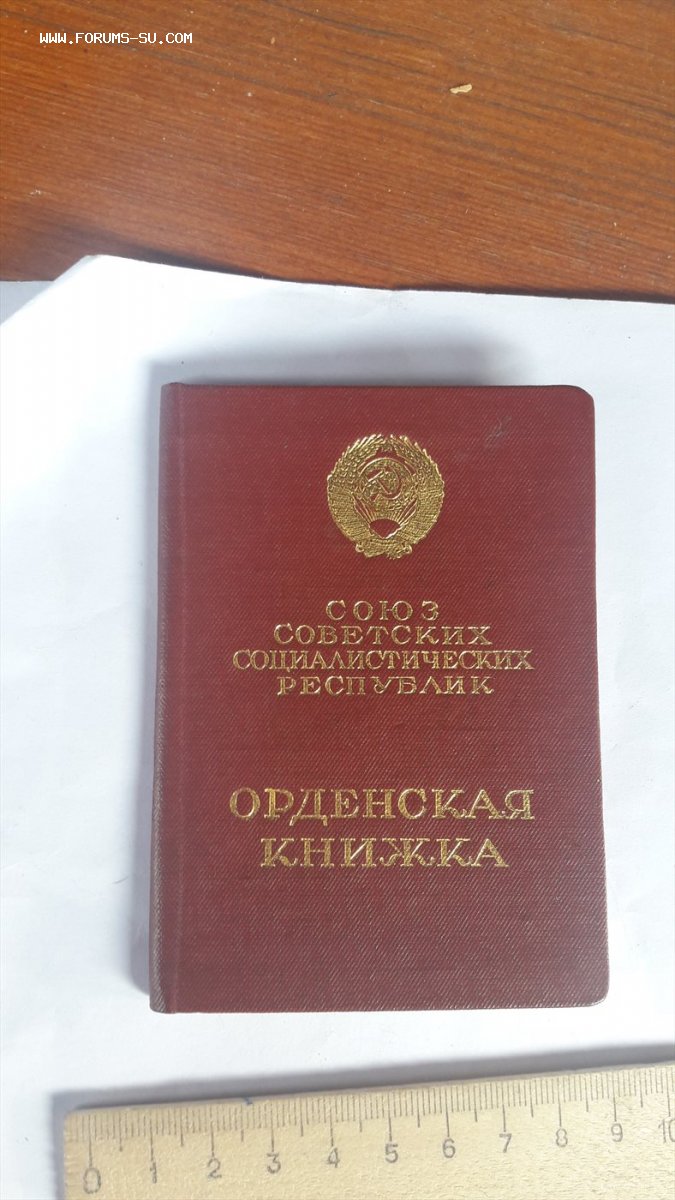 WWW.FORUMS-SU.COM
СОЮЗ
СОВЕТСКИХ
СОЦИАЛИСТИЧЕСКИХ
РЕСПУБЛИК
ОРДЕНСКАЯ
КНИЖКА
0 1 2 3 4 5 6 7 8 9 10